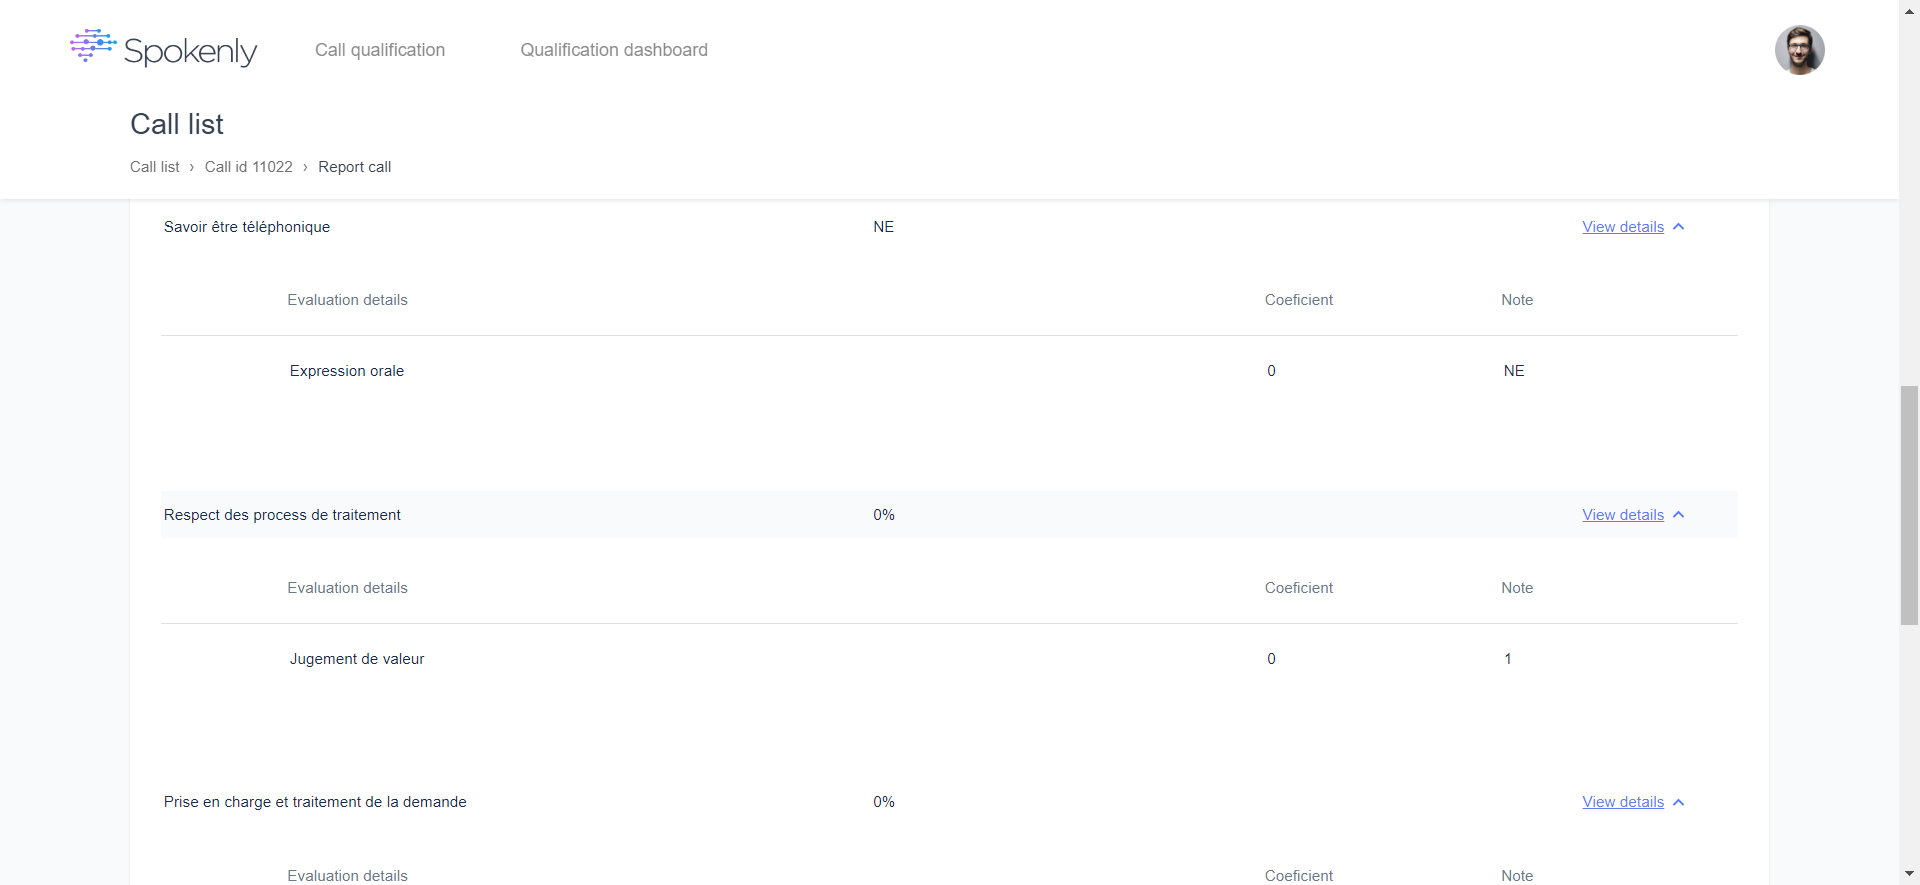 Spokenly
Call qualification
Qualification dashboard
Call list
Call list › Call id 11022 › Report call
Savoir être téléphonique NE View details
Evaluation details Coeficient Note
Expression orale 0 NE
Respect des process de traitement 0% View details
Evaluation details Coeficient Note
Jugement de valeur 0 1
Prise en charge et traitement de la demande 0% View details
Evaluation details Coeficient Note